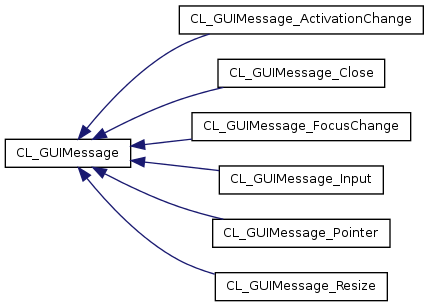 CL_GUIMessage_ActivationChange
CL_GUIMessage_Close
CL_GUIMessage_FocusChange
CL_GUIMessage
CL_GUIMessage_Input
CL_GUIMessage_Pointer
CL_GUIMessage_Resize